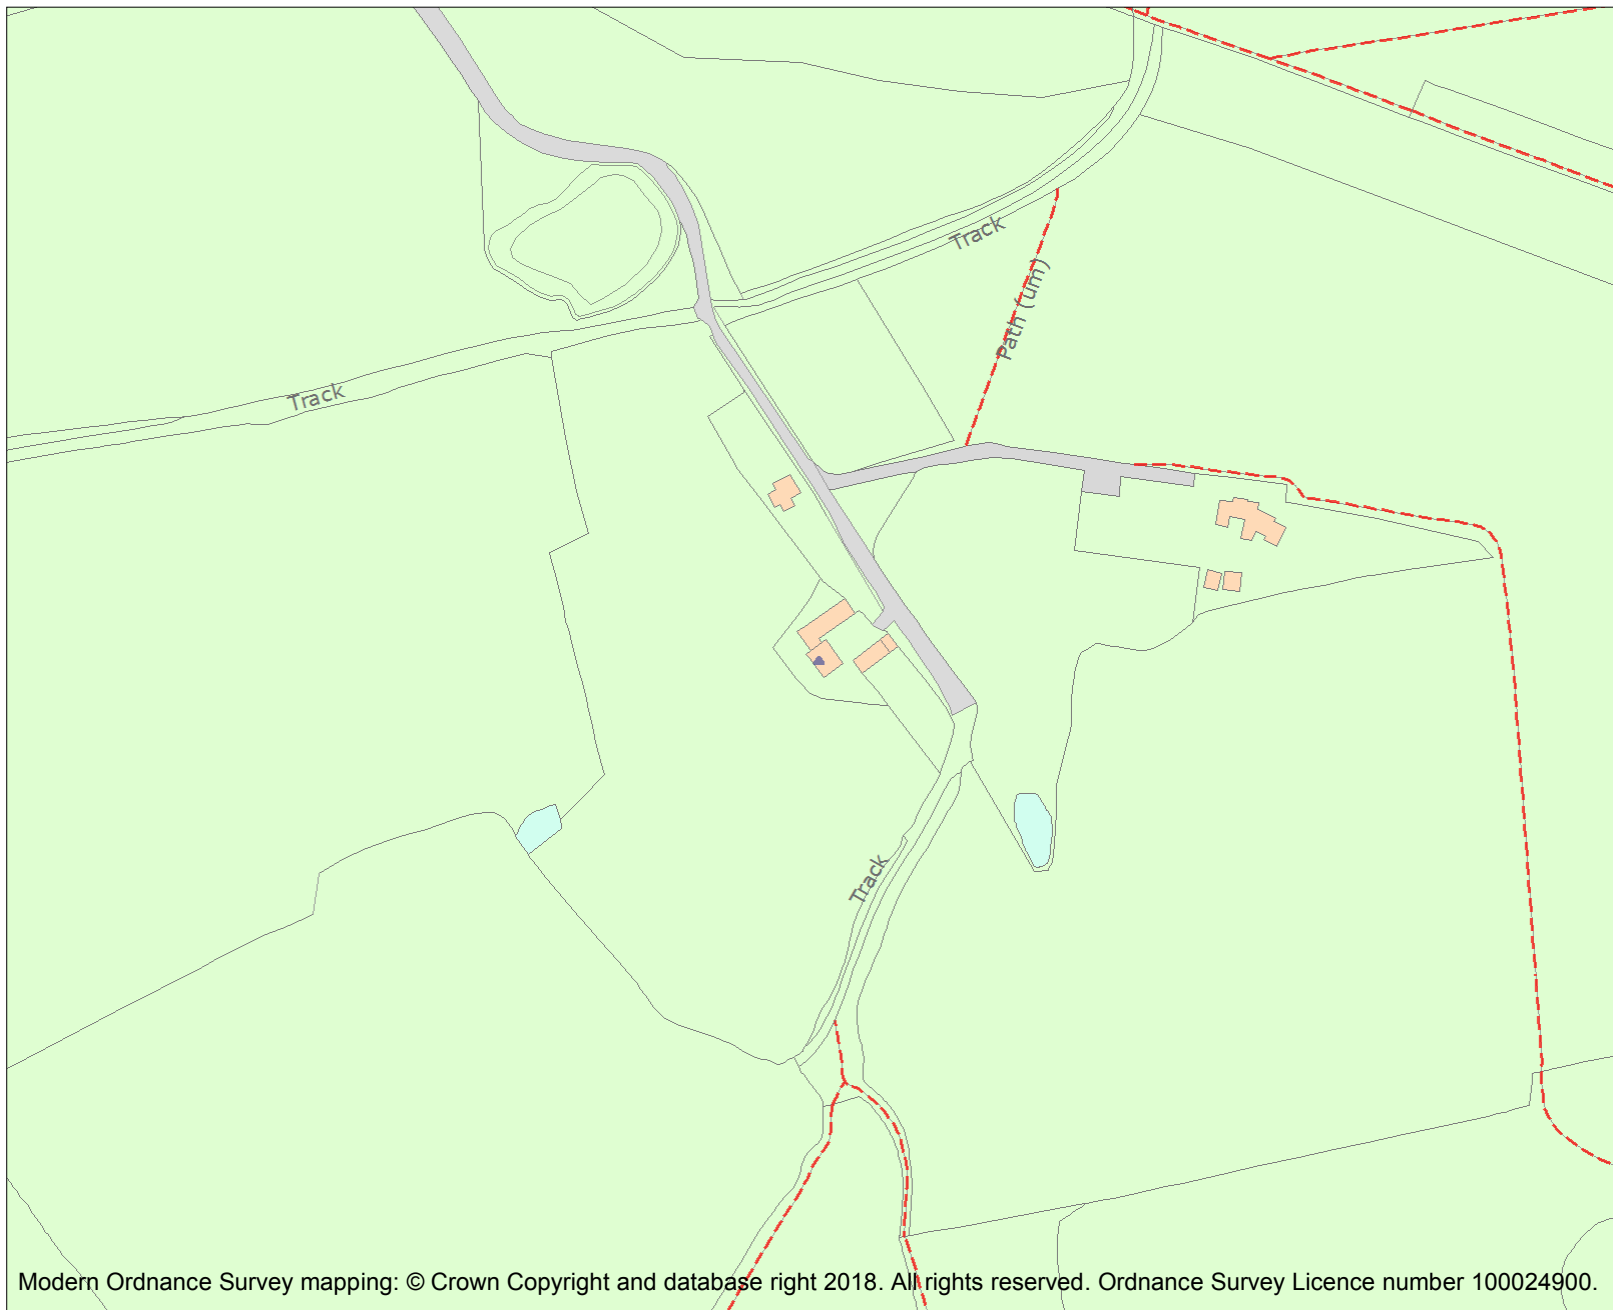 Track
Path (um)
Track
Track
Modern Ordnance Survey mapping: © Crown Copyright and database right 2018. All rights reserved. Ordnance Survey Licence number 100024900.